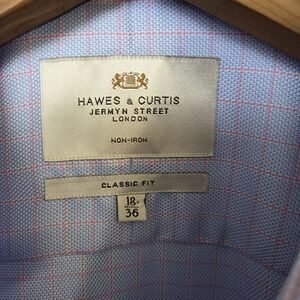 HAWES & CURTIS
JERMYN STREET
LONDON
NON-IRON
CLASSIC FIT
18
36